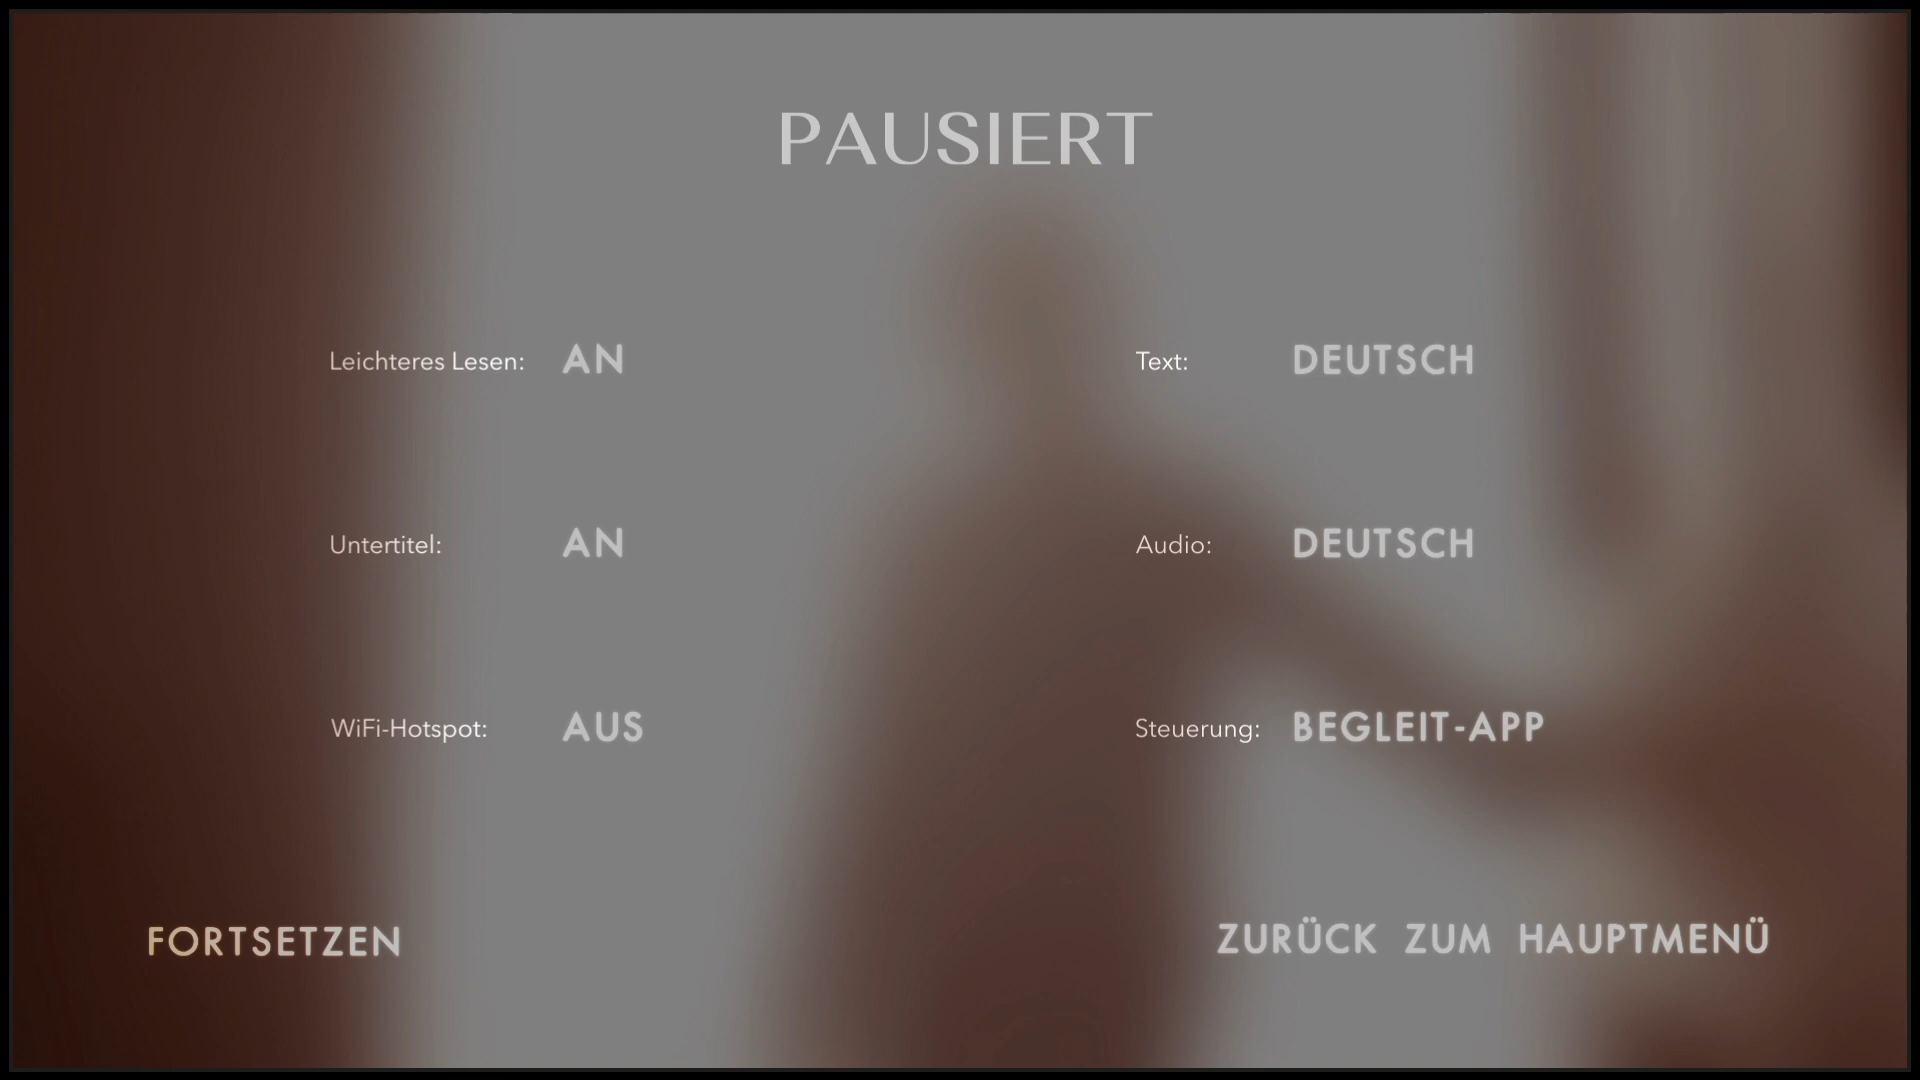 PAUSIERT
Leichteres Lesen: AN
Text: DEUTSCH
Untertitel: AN
Audio: DEUTSCH
WiFi-Hotspot: AUS
Steuerung: BEGLEIT-APP
FORTSETZEN
ZURÜCK ZUM HAUPTMENÜ